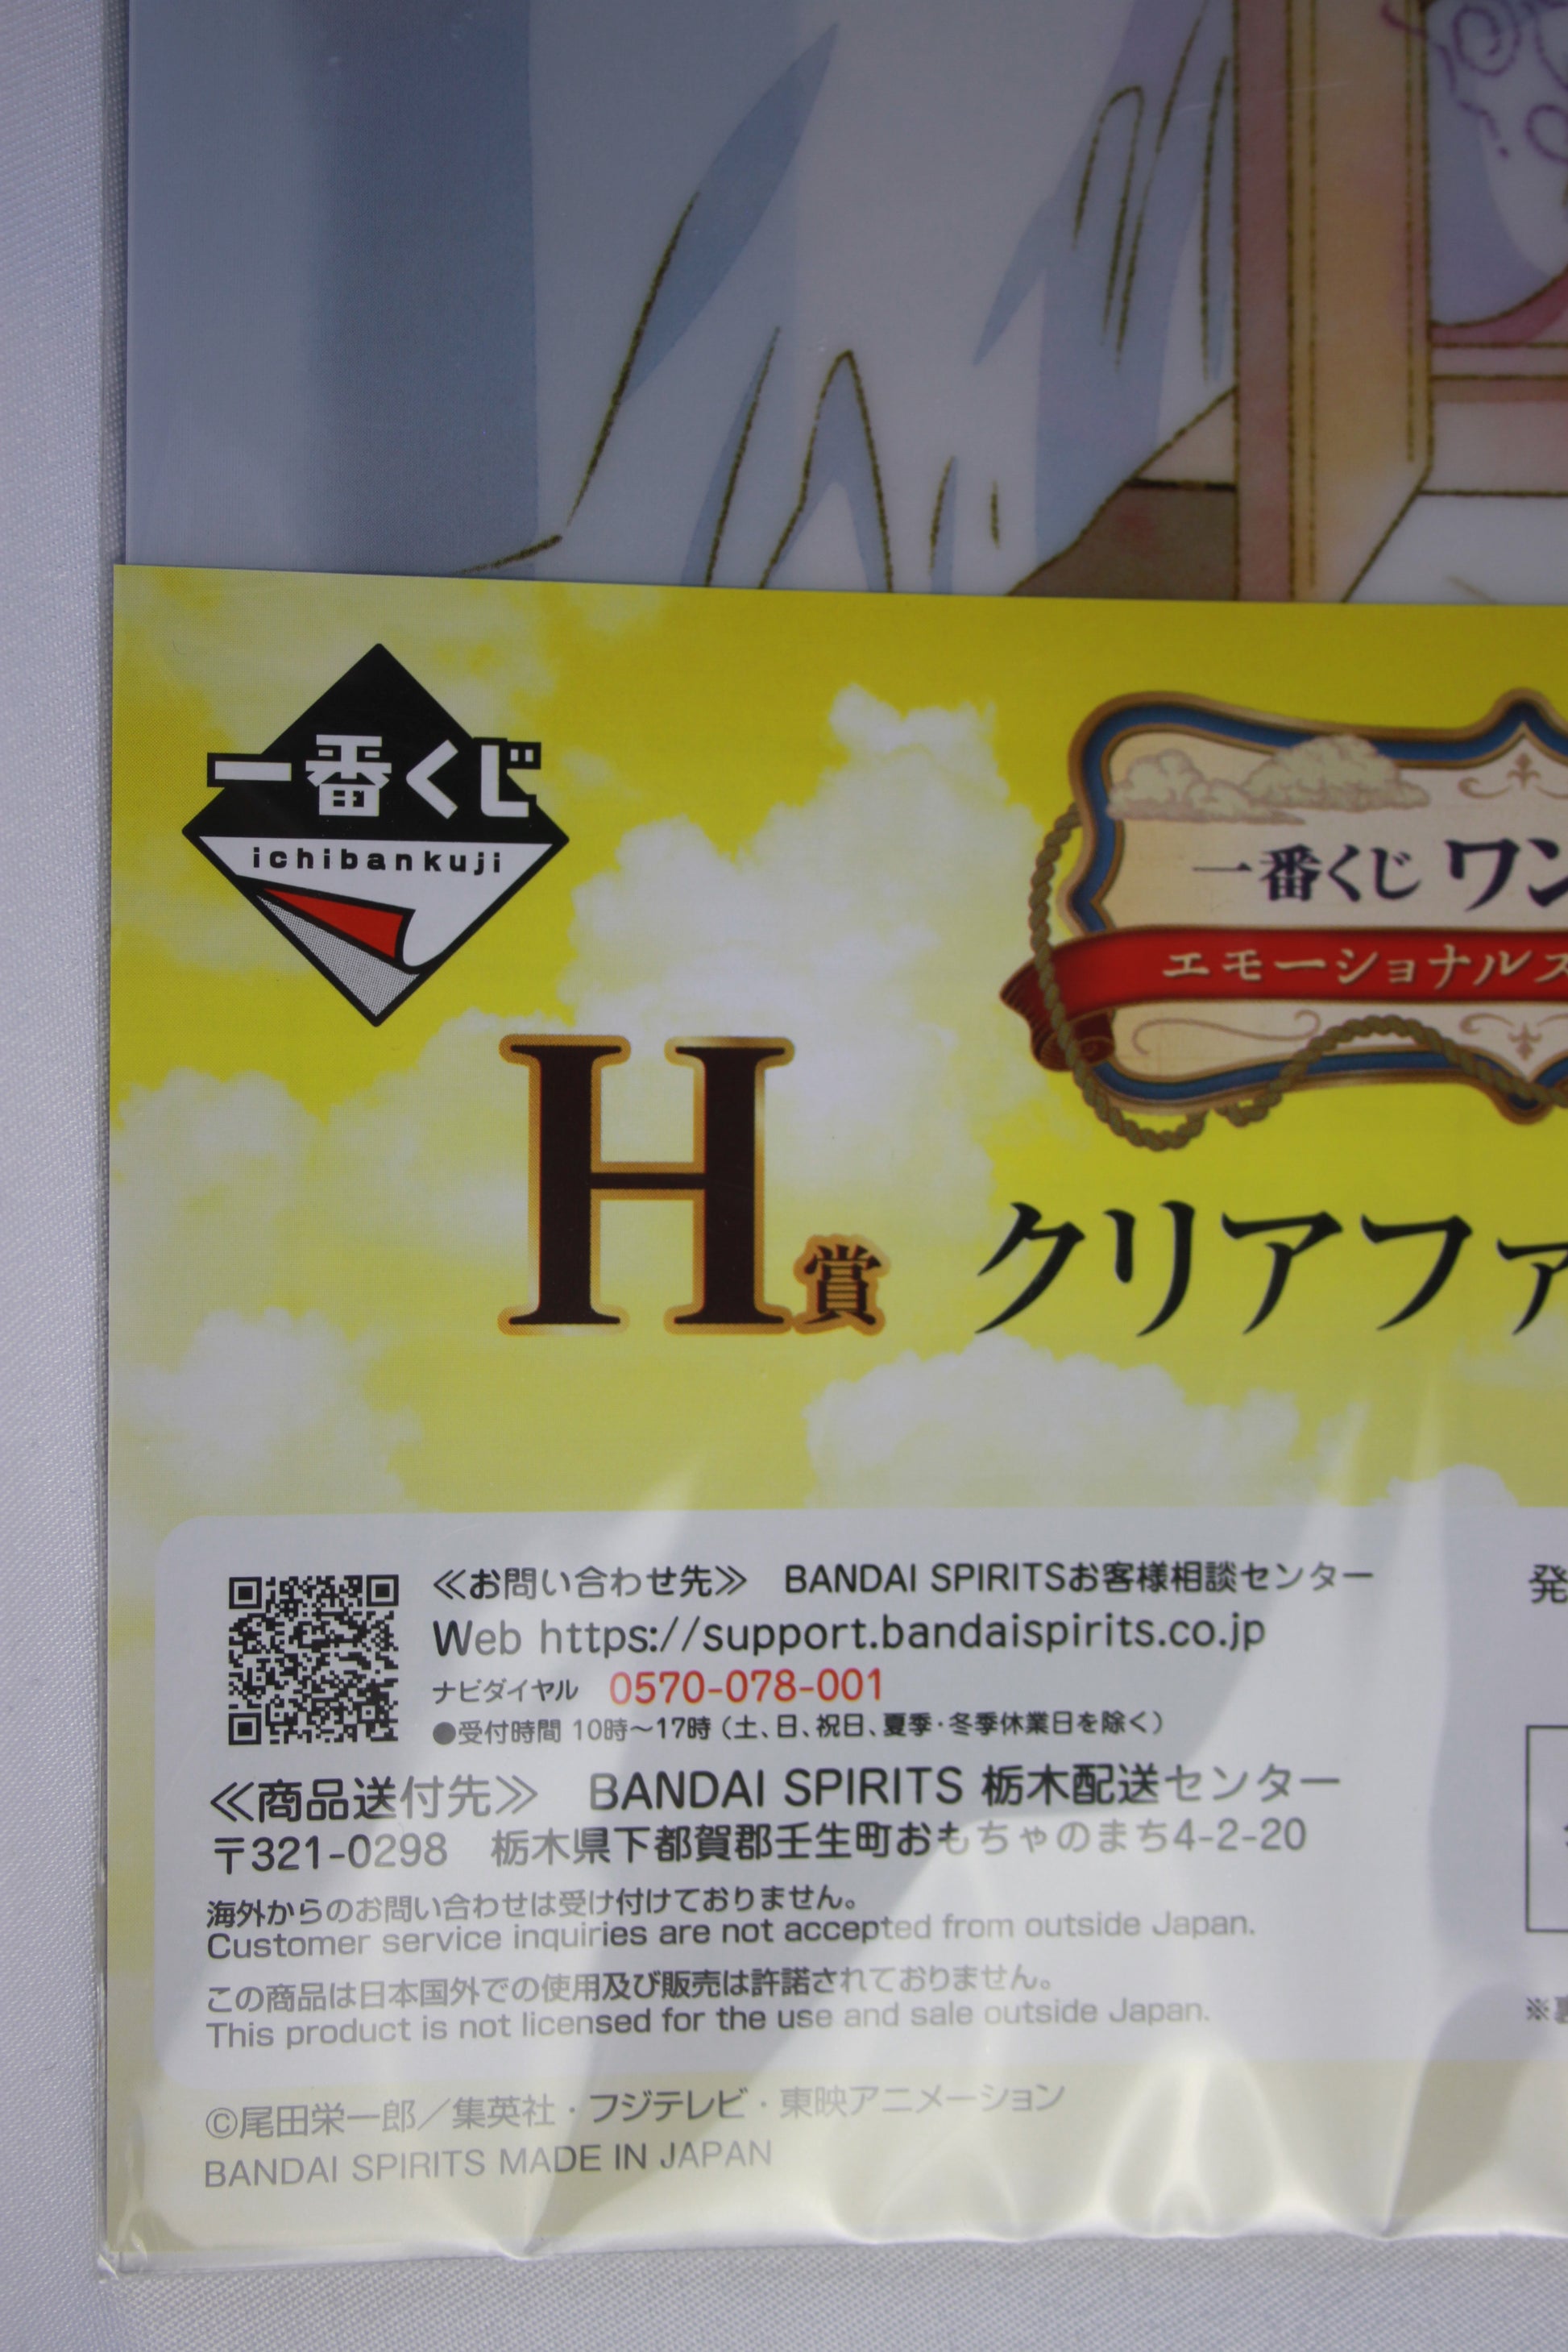 一番くじ
ichibankuji
一番くじ ワン
エモーショナルス
H賞 クリアファ
≪お問い合わせ先≫ BANDAI SPIRITSお客様相談センター
Web https://support.bandaispirits.co.jp
ナビダイヤル 0570-078-001
●受付時間 10時～17時（土、日、祝日、夏季・冬季休業日を除く）
≪商品送付先≫ BANDAI SPIRITS 栃木配送センター
〒321-0298 栃木県下都賀郡壬生町おもちゃのまち4-2-20
海外からのお問い合わせは受け付けておりません。
Customer service inquiries are not accepted from outside Japan.
この商品は日本国外での使用及び販売は許諾されておりません。
This product is not licensed for the use and sale outside Japan.
©尾田栄一郎／集英社・フジテレビ・東映アニメーション
BANDAI SPIRITS MADE IN JAPAN
発
※裏